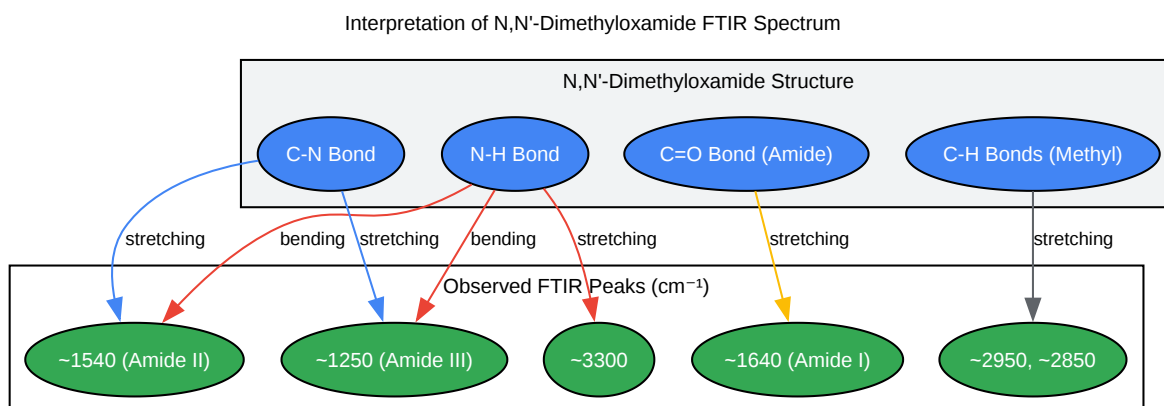 Interpretation of N,N'-Dimethyloxamide FTIR Spectrum
N,N'-Dimethyloxamide Structure
C-N Bond
N-H Bond
C=O Bond (Amide)
C-H Bonds (Methyl)
stretching
bending
stretching
bending
stretching
stretching
stretching
Observed FTIR Peaks (cm⁻¹)
~1540 (Amide II)
~1250 (Amide III)
~3300
~1640 (Amide I)
~2950, ~2850